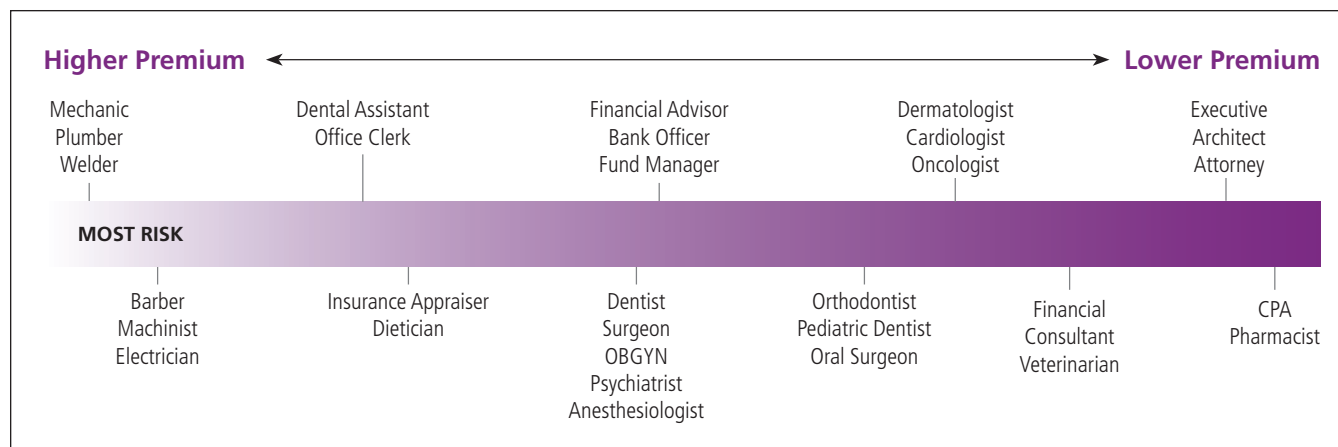 Higher Premium
Lower Premium
Mechanic
Plumber
Welder
Dental Assistant
Office Clerk
Financial Advisor
Bank Officer
Fund Manager
Dermatologist
Cardiologist
Oncologist
Executive
Architect
Attorney
MOST RISK
Barber
Machinist
Electrician
Insurance Appraiser
Dietician
Dentist
Surgeon
OBGYN
Psychiatrist
Anesthesiologist
Orthodontist
Pediatric Dentist
Oral Surgeon
Financial
Consultant
Veterinarian
CPA
Pharmacist